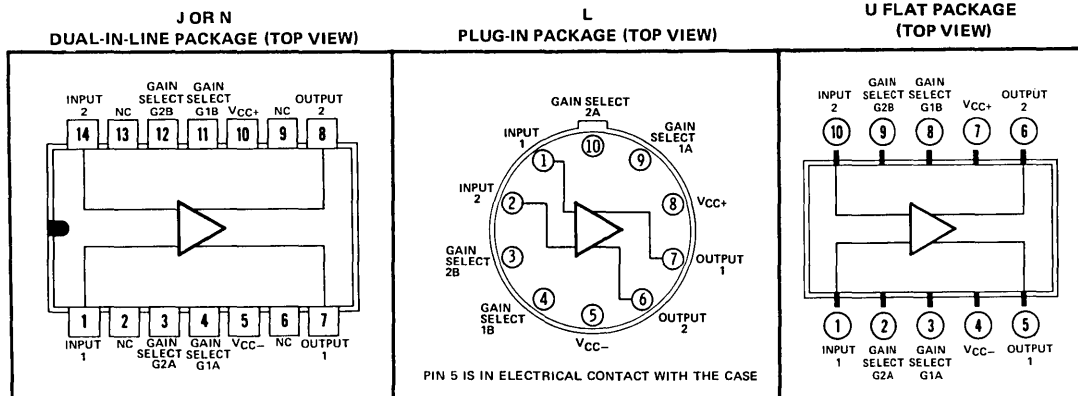 J OR N
DUAL-IN-LINE PACKAGE (TOP VIEW)
INPUT
2
NC
GAIN
SELECT
G2B
GAIN
SELECT
G1B
VCC+
NC
OUTPUT
2
14
13
12
11
10
9
8
1
2
3
4
5
6
7
INPUT
1
NC
GAIN
SELECT
G2A
GAIN
SELECT
G1A
VCC−
NC
OUTPUT
1
L
PLUG-IN PACKAGE (TOP VIEW)
GAIN SELECT
2A
INPUT
1
GAIN
SELECT
1A
10
1
9
INPUT
2
2
8
VCC+
GAIN
SELECT
2B
3
7
OUTPUT
1
4
6
GAIN
SELECT
1B
5
OUTPUT
2
VCC−
PIN 5 IS IN ELECTRICAL CONTACT WITH THE CASE
U FLAT PACKAGE
(TOP VIEW)
INPUT
2
GAIN
SELECT
G2B
GAIN
SELECT
G1B
VCC+
OUTPUT
2
10
9
8
7
6
1
2
3
4
5
INPUT
1
GAIN
SELECT
G2A
GAIN
SELECT
G1A
VCC−
OUTPUT
1